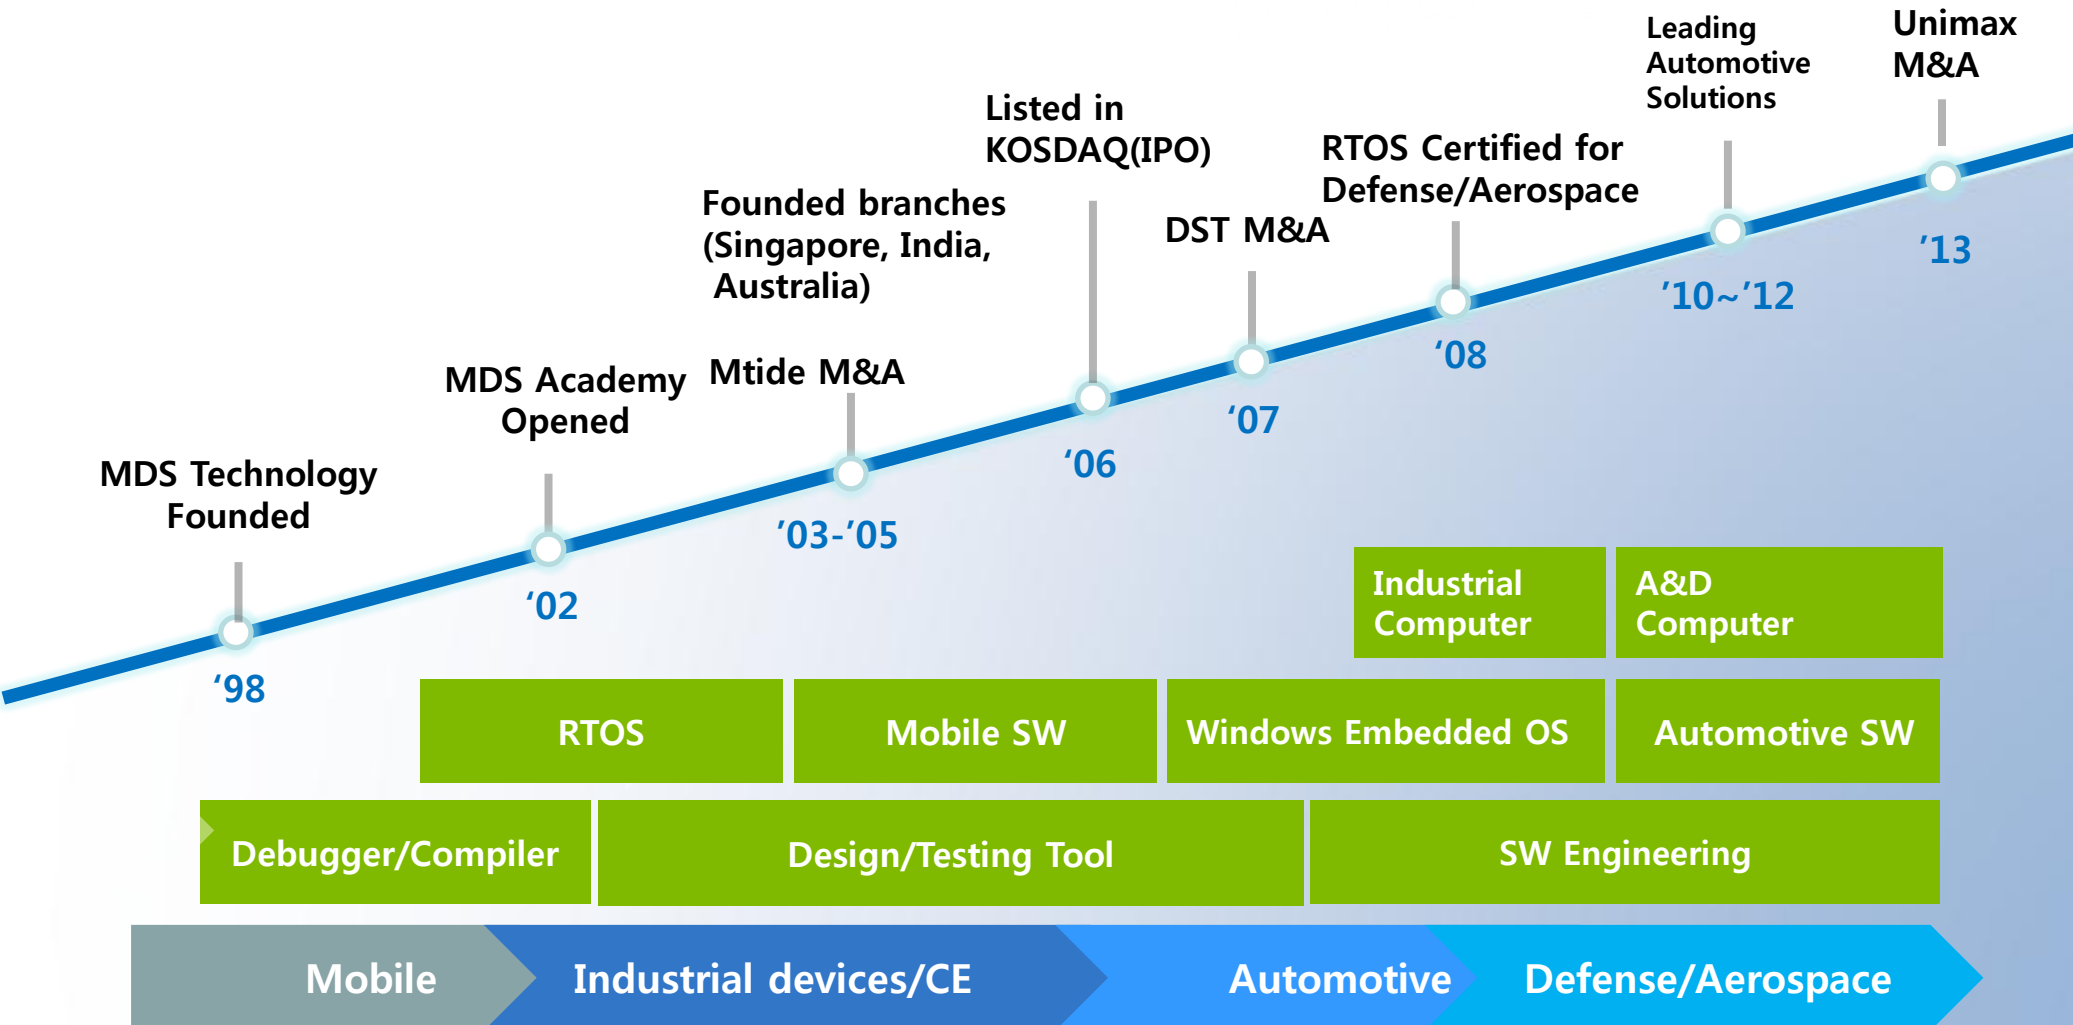 Leading
Automotive
Solutions
Unimax
M&A
Listed in
KOSDAQ(IPO)
RTOS Certified for
Defense/Aerospace
Founded branches
(Singapore, India,
Australia)
DST M&A
’13
’10~’12
‘08
MDS Academy
Opened
Mtide M&A
‘07
‘06
MDS Technology
Founded
’03-’05
‘02
‘98
Industrial
Computer
A&D
Computer
RTOS
Mobile SW
Windows Embedded OS
Automotive SW
Debugger/Compiler
Design/Testing Tool
SW Engineering
Mobile
Industrial devices/CE
Automotive
Defense/Aerospace